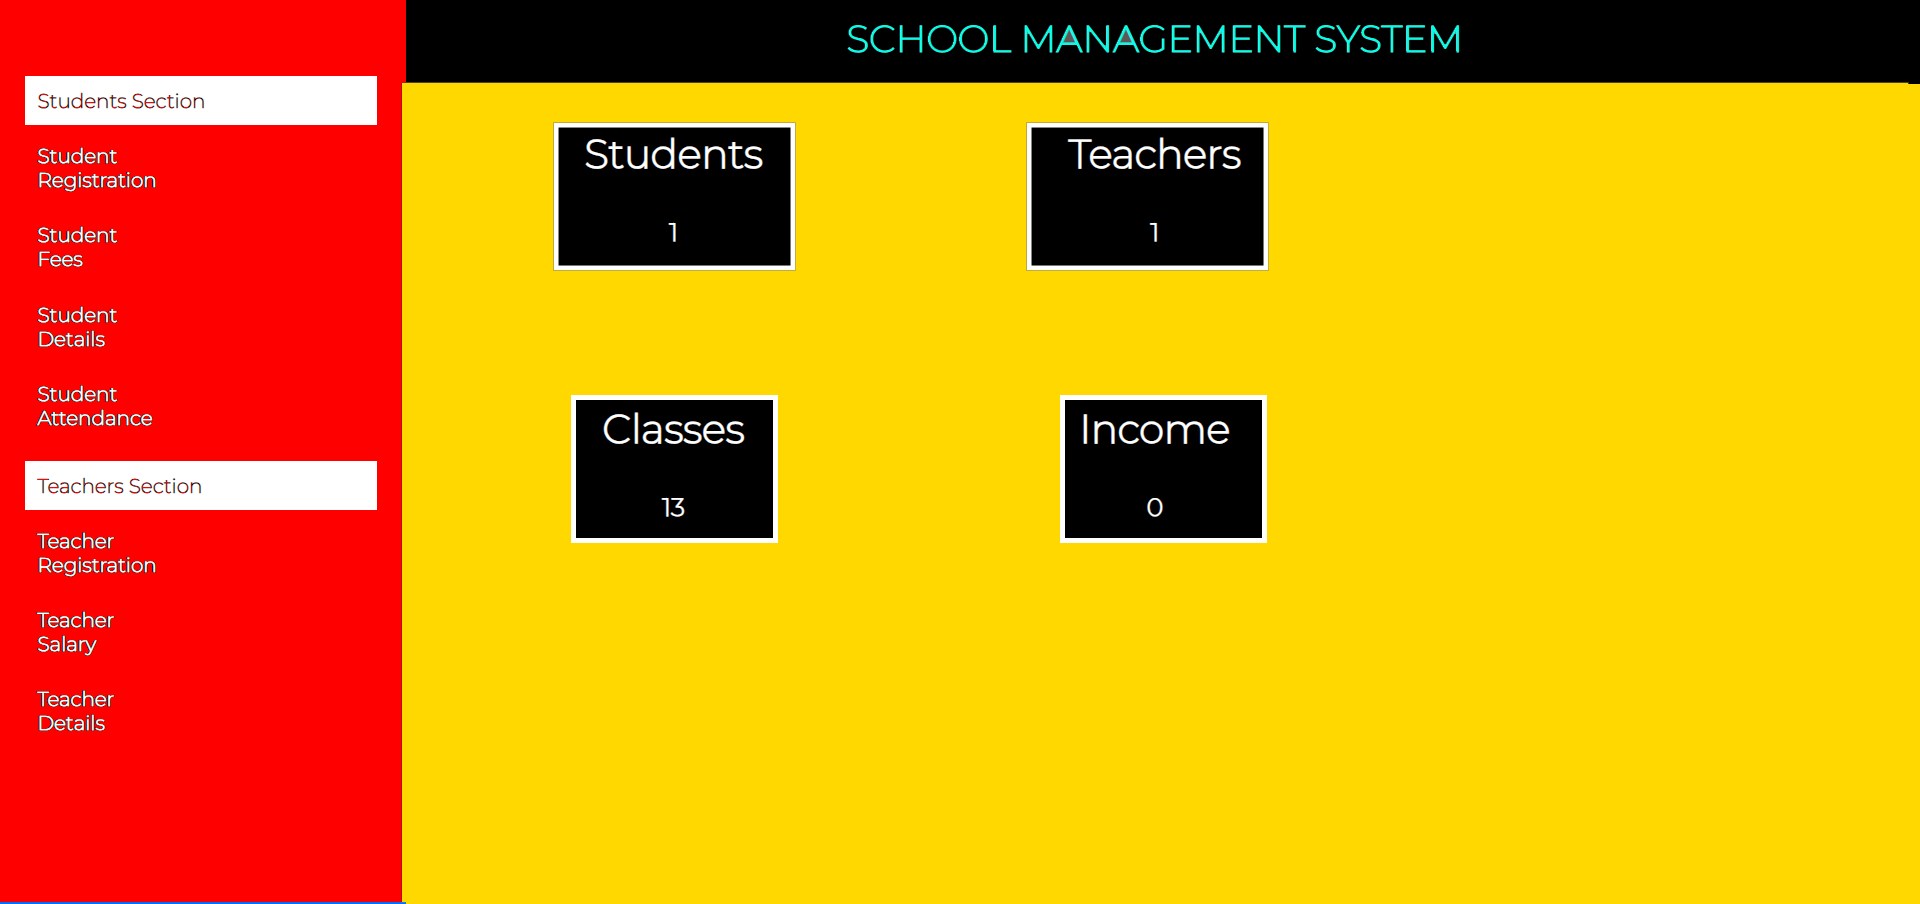 SCHOOL MANAGEMENT SYSTEM
Students Section
Student
Registration
Student
Fees
Student
Details
Student
Attendance
Teachers Section
Teacher
Registration
Teacher
Salary
Teacher
Details
Students
1
Teachers
1
Classes
13
Income
0